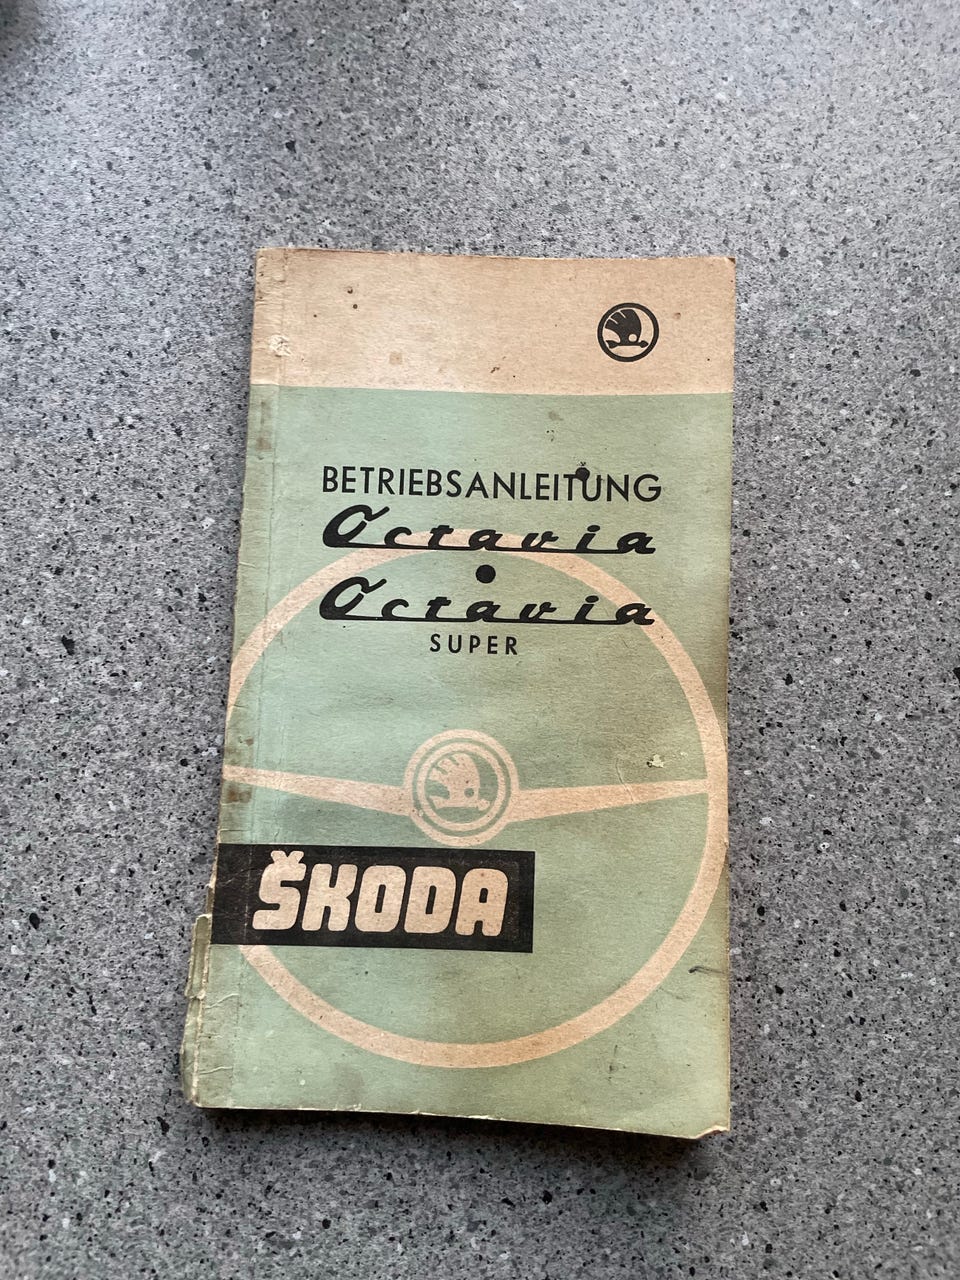 BETRIEBSANLEITUNG
Octavia
●
Octavia
SUPER
ŠKODA